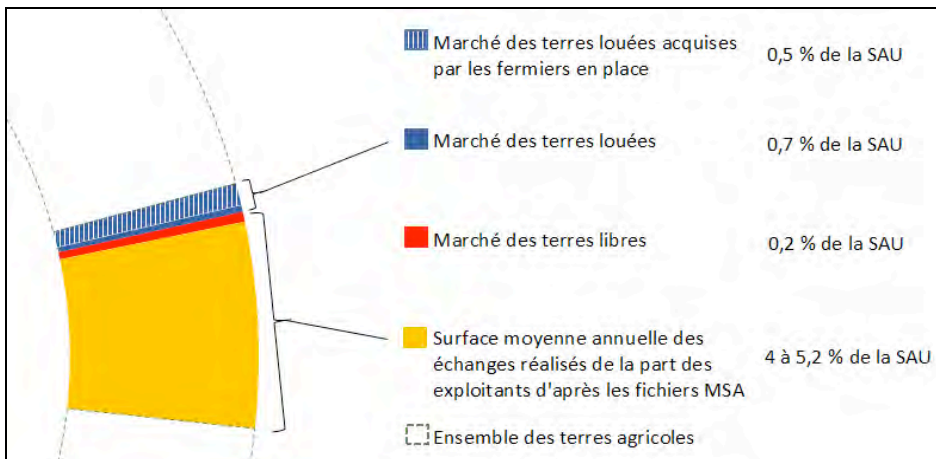 Marché des terres louées acquises
par les fermiers en place
0,5 % de la SAU
Marché des terres louées
0,7 % de la SAU
Marché des terres libres
0,2 % de la SAU
Surface moyenne annuelle des
échanges réalisés de la part des
exploitants d'après les fichiers MSA
4 à 5,2 % de la SAU
Ensemble des terres agricoles